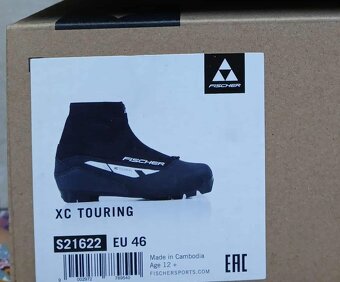 FISCHER
FISCHER
XC TOURING
S21622 EU 46
Made in Cambodia
Age 12 +
FISCHERSPORTS.COM
EAC